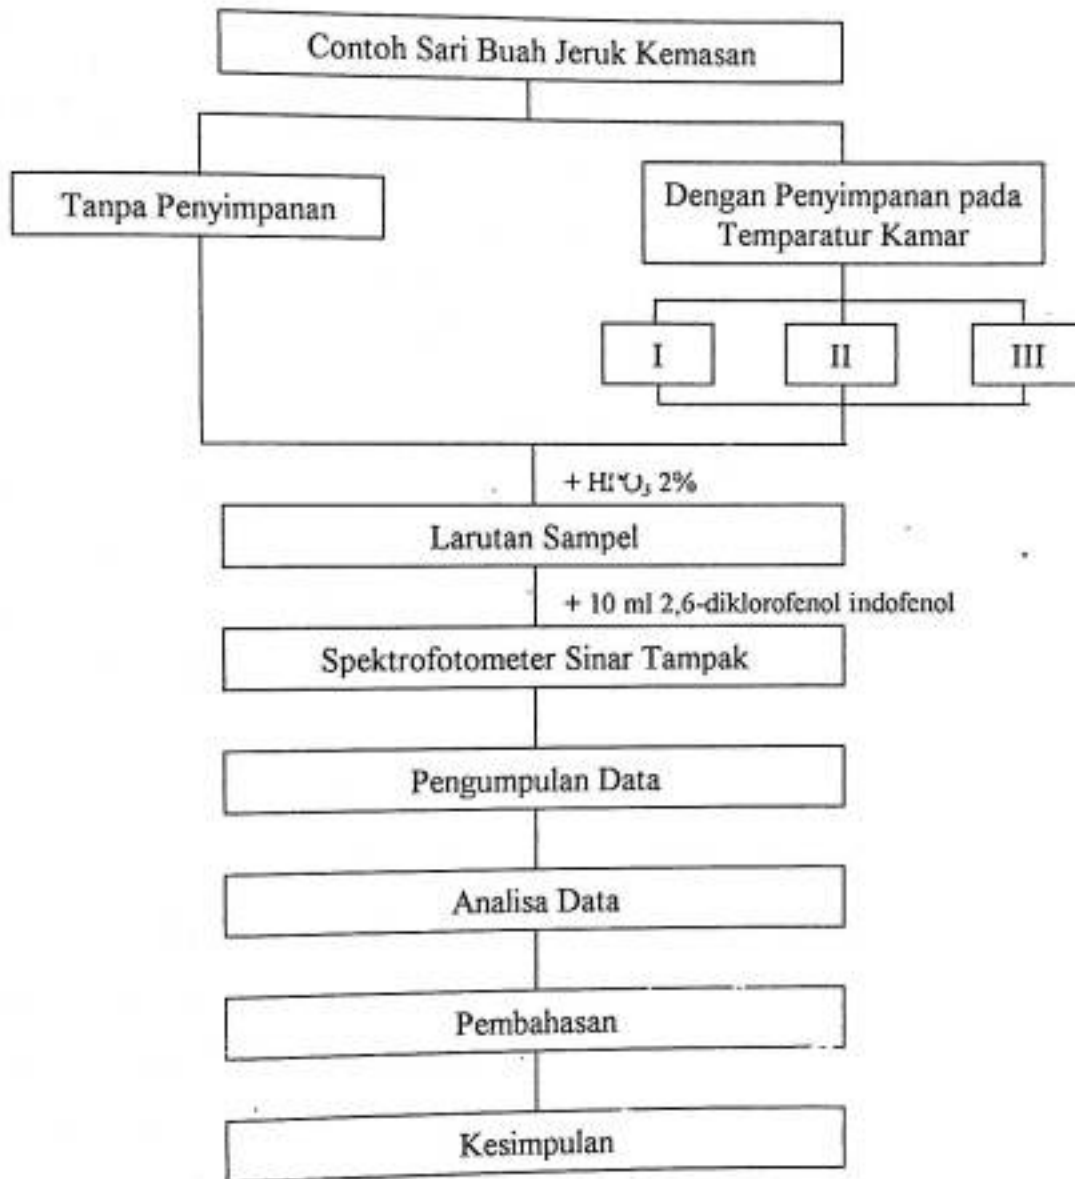 Contoh Sari Buah Jeruk Kemasan
Tanpa Penyimpanan
Dengan Penyimpanan pada
Temparatur Kamar
I
II
III
+ 2%
Larutan Sampel
+ 10 ml 2,6-diklorofenol indofenol
Spektrofotometer Sinar Tampak
Pengumpulan Data
Analisa Data
Pembahasan
Kesimpulan